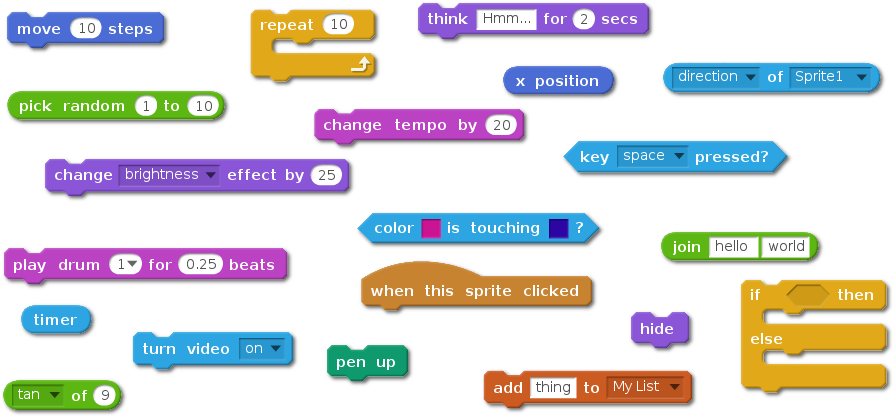 move 10 steps
repeat 10
think Hmm... for 2 secs
x position
direction of Sprite1
pick random 1 to 10
change tempo by 20
key space pressed?
change brightness effect by 25
color is touching ?
join hello world
play drum 1 for 0.25 beats
when this sprite clicked
if then
else
timer
hide
turn video on
pen up
add thing to My List
tan of 9